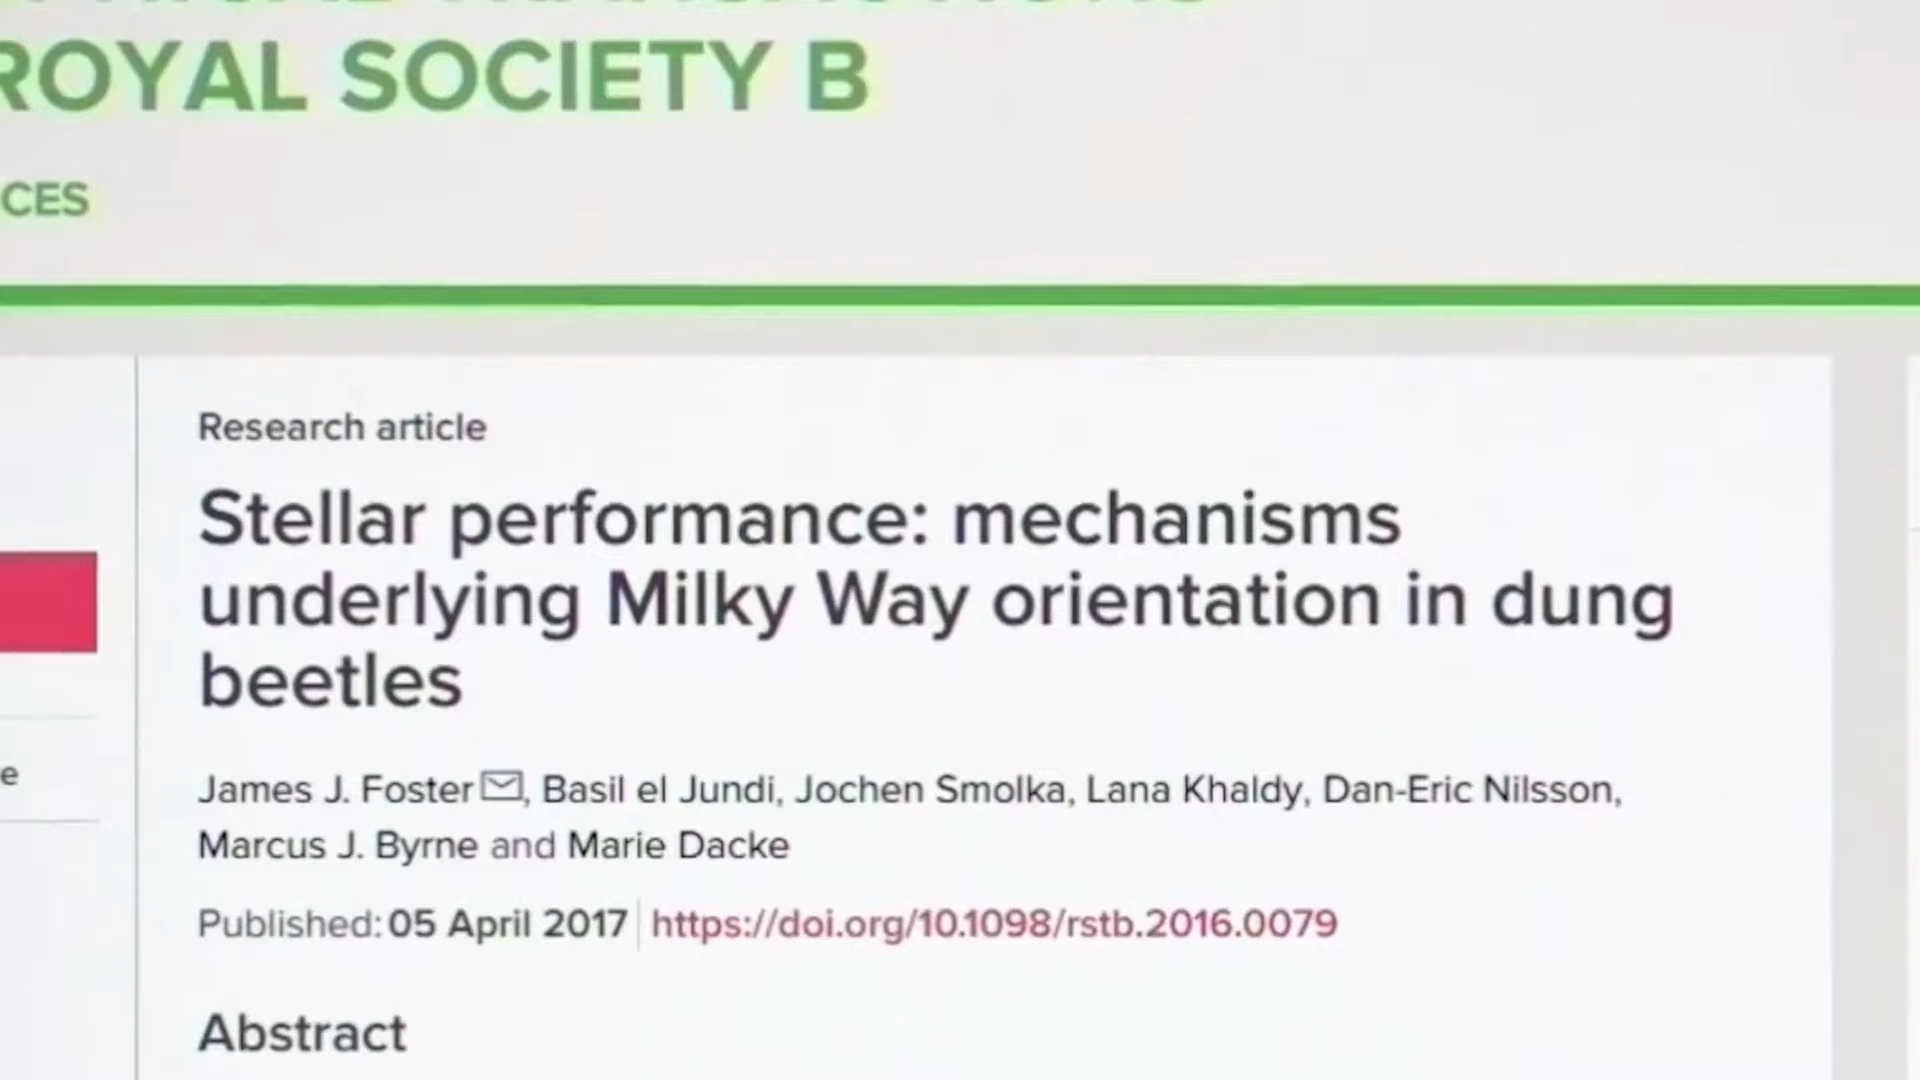 ROYAL SOCIETY B
CES
Research article
Stellar performance: mechanisms
underlying Milky Way orientation in dung
beetles
e
James J. Foster, Basil el Jundi, Jochen Smolka, Lana Khaldy, Dan-Eric Nilsson,
Marcus J. Byrne and Marie Dacke
Published: 05 April 2017 https://doi.org/10.1098/rstb.2016.0079
Abstract